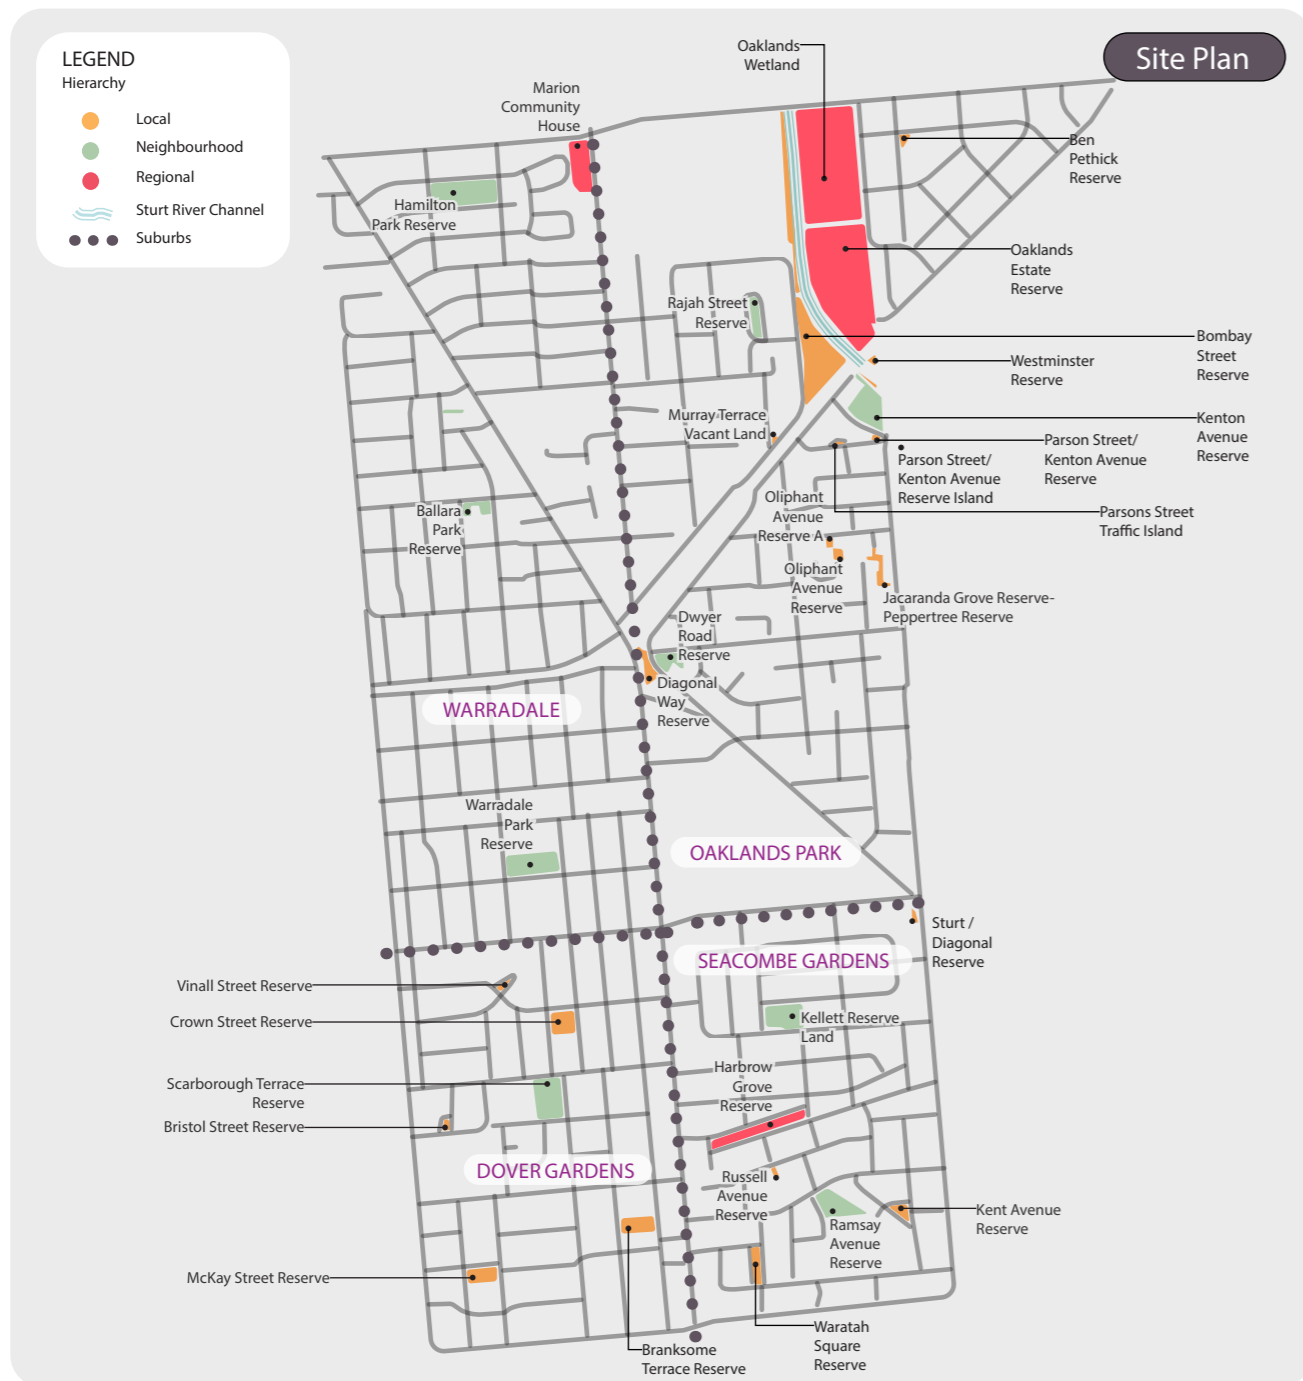 LEGEND
Hierarchy
Local
Neighbourhood
Regional
Sturt River Channel
Suburbs
Site Plan
Oaklands
Wetland
Marion
Community
House
Ben
Pethick
Reserve
Hamilton
Park Reserve
Oaklands
Estate
Reserve
Rajah Street
Reserve
Bombay
Street
Reserve
Westminster
Reserve
Murray Terrace
Vacant Land
Kenton
Avenue
Reserve
Parson Street/
Kenton Avenue
Reserve
Parson Street/
Kenton Avenue
Reserve Island
Parsons Street
Traffic Island
Ballara
Park
Reserve
Oliphant
Avenue
Reserve A
Oliphant
Avenue
Reserve
Jacaranda Grove Reserve-
Peppertree Reserve
Dwyer
Road
Reserve
Diagonal
Way
Reserve
WARRADALE
Warradale
Park
Reserve
OAKLANDS PARK
Sturt /
Diagonal
Reserve
SEACOMBE GARDENS
Vinall Street Reserve
Crown Street Reserve
Kellett Reserve
Land
Scarborough Terrace
Reserve
Harbrow
Grove
Reserve
Bristol Street Reserve
DOVER GARDENS
Russell
Avenue
Reserve
Ramsay
Avenue
Reserve
Kent Avenue
Reserve
McKay Street Reserve
Waratah
Square
Reserve
Branksome
Terrace Reserve